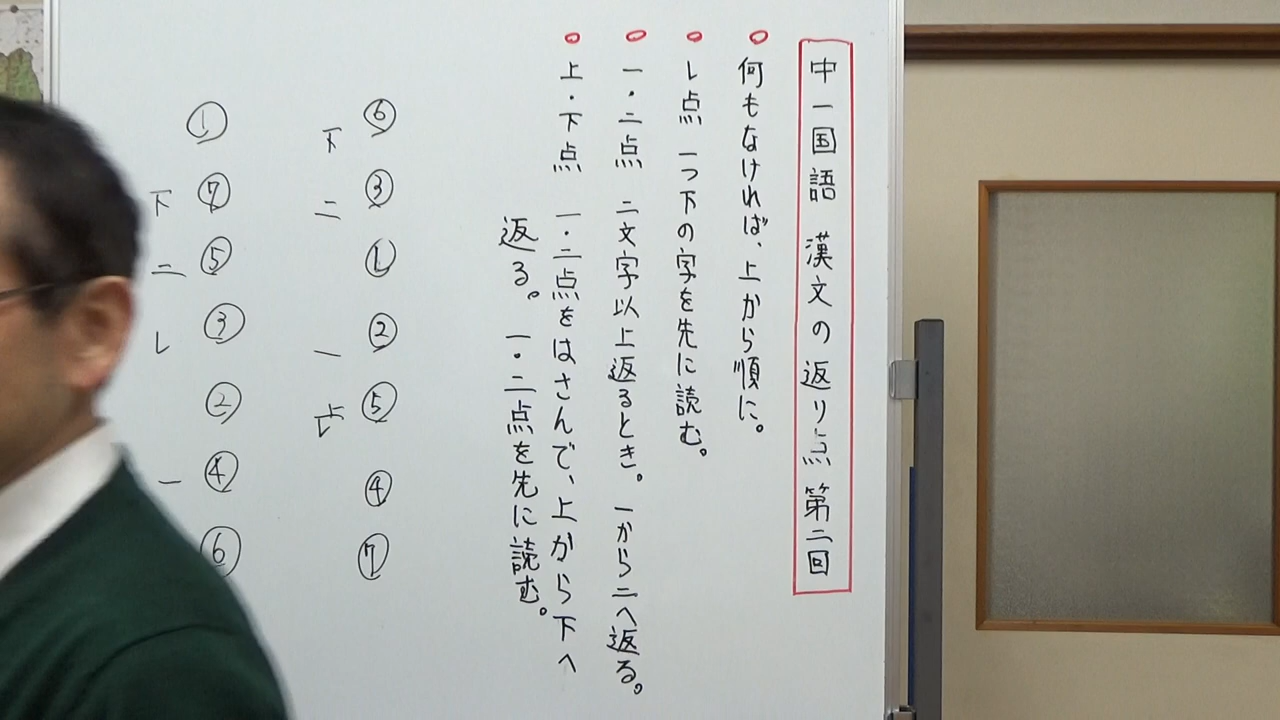 中一国語 漢文の返り点 第二回
何もなければ、上から順に。
レ点 一つ下の字を先に読む。
一・二点 二文字以上返るとき。一から二へ返る。
上・下点 一・二点をはさんで、上から下へ
返る。一・二点を先に読む。
⑥下③二①②一⑤上レ④⑦
①⑦下⑤二③レ②④一⑥